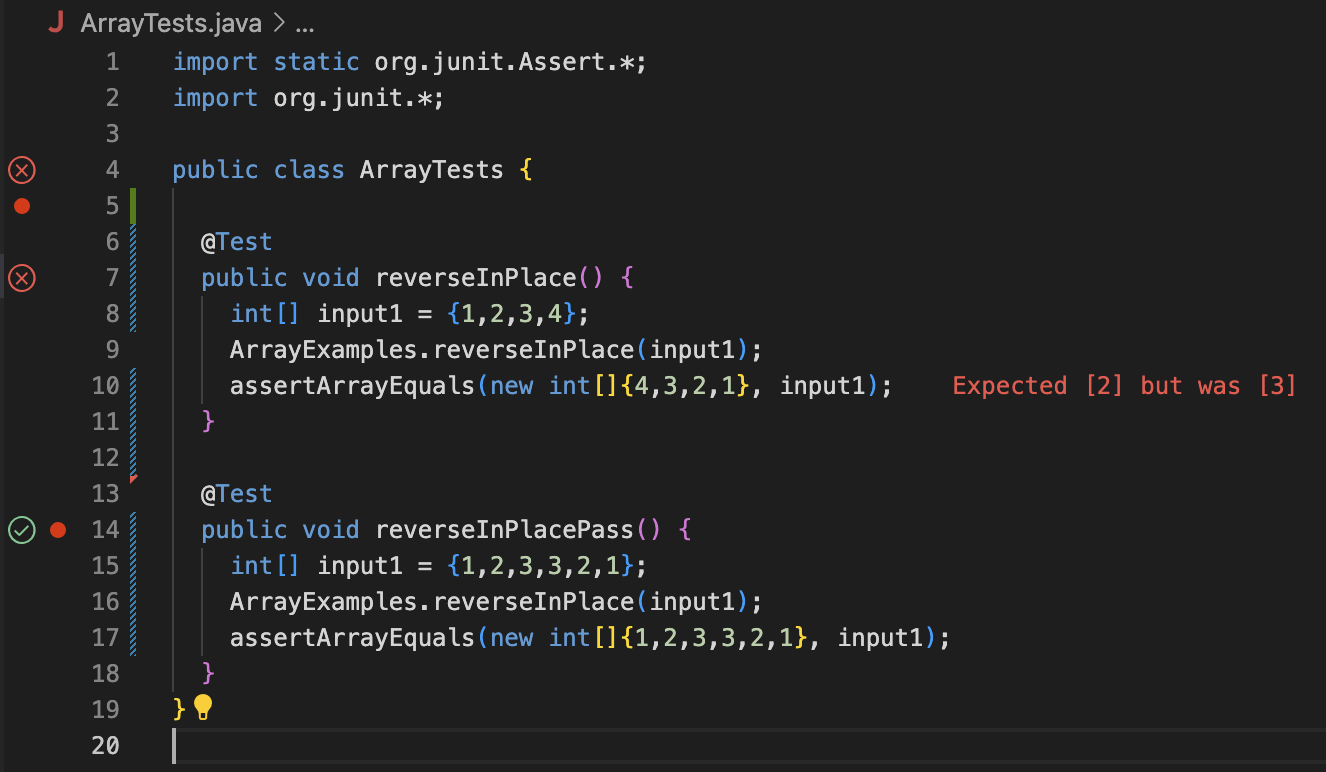 J ArrayTests.java > ...
1 import static org.junit.Assert.*;
2 import org.junit.*;
3
4 public class ArrayTests {
5
6   @Test
7   public void reverseInPlace() {
8     int[] input1 = {1,2,3,4};
9     ArrayExamples.reverseInPlace(input1);
10     assertArrayEquals(new int[]{4,3,2,1}, input1); Expected [2] but was [3]
11   }
12
13   @Test
14   public void reverseInPlacePass() {
15     int[] input1 = {1,2,3,3,2,1};
16     ArrayExamples.reverseInPlace(input1);
17     assertArrayEquals(new int[]{1,2,3,3,2,1}, input1);
18   }
19 }
20